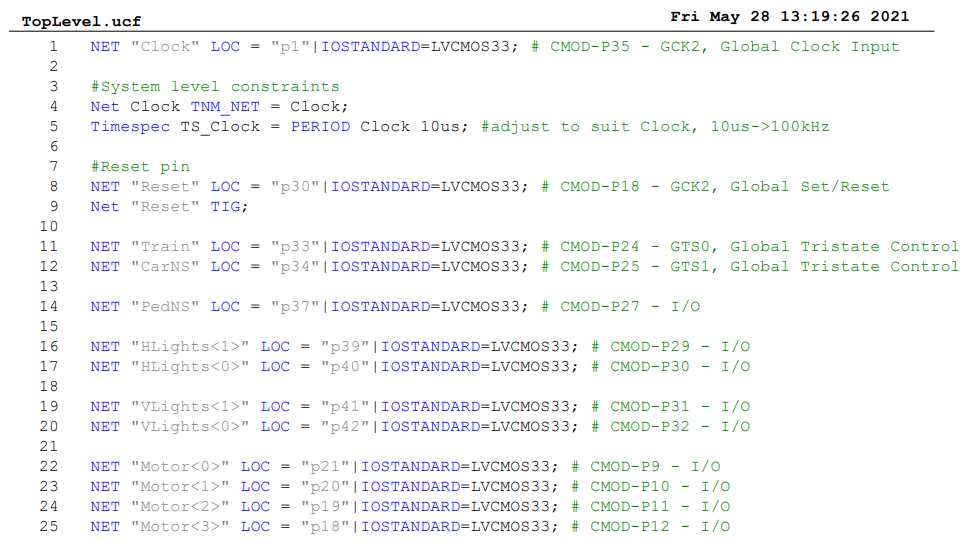 TopLevel.ucf
Fri May 28 13:19:26 2021
1 NET "Clock" LOC = "p1"|IOSTANDARD=LVCMOS33; # CMOD-P35 - GCK2, Global Clock Input
2
3 #System level constraints
4 Net Clock TNM_NET = Clock;
5 Timespec TS_Clock = PERIOD Clock 10us; #adjust to suit Clock, 10us->100kHz
6
7 #Reset pin
8 NET "Reset" LOC = "p30"|IOSTANDARD=LVCMOS33; # CMOD-P18 - GCK2, Global Set/Reset
9 Net "Reset" TIG;
10
11 NET "Train" LOC = "p33"|IOSTANDARD=LVCMOS33; # CMOD-P24 - GTS0, Global Tristate Control
12 NET "CarNS" LOC = "p34"|IOSTANDARD=LVCMOS33; # CMOD-P25 - GTS1, Global Tristate Control
13
14 NET "PedNS" LOC = "p37"|IOSTANDARD=LVCMOS33; # CMOD-P27 - I/O
15
16 NET "HLights<1>" LOC = "p39"|IOSTANDARD=LVCMOS33; # CMOD-P29 - I/O
17 NET "HLights<0>" LOC = "p40"|IOSTANDARD=LVCMOS33; # CMOD-P30 - I/O
18
19 NET "VLights<1>" LOC = "p41"|IOSTANDARD=LVCMOS33; # CMOD-P31 - I/O
20 NET "VLights<0>" LOC = "p42"|IOSTANDARD=LVCMOS33; # CMOD-P32 - I/O
21
22 NET "Motor<0>" LOC = "p21"|IOSTANDARD=LVCMOS33; # CMOD-P9 - I/O
23 NET "Motor<1>" LOC = "p20"|IOSTANDARD=LVCMOS33; # CMOD-P10 - I/O
24 NET "Motor<2>" LOC = "p19"|IOSTANDARD=LVCMOS33; # CMOD-P11 - I/O
25 NET "Motor<3>" LOC = "p18"|IOSTANDARD=LVCMOS33; # CMOD-P12 - I/O